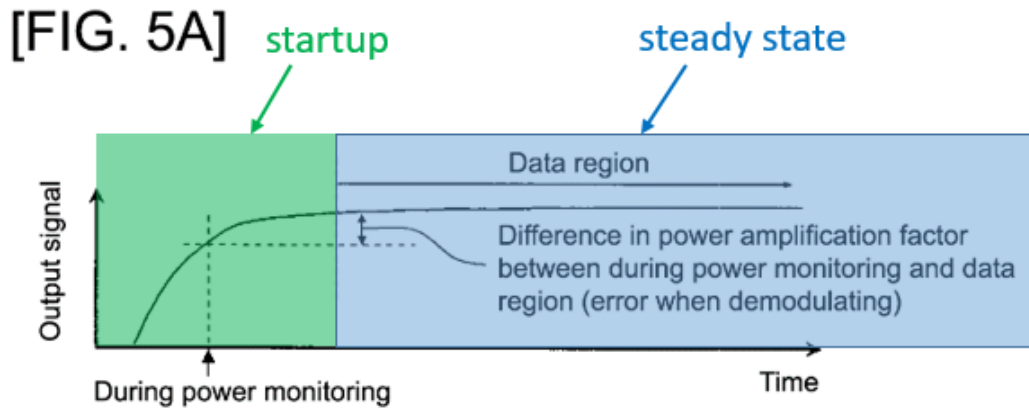 [FIG. 5A]
startup
steady state
Data region
Output signal
Difference in power amplification factor
between during power monitoring and data
region (error when demodulating)
During power monitoring
Time